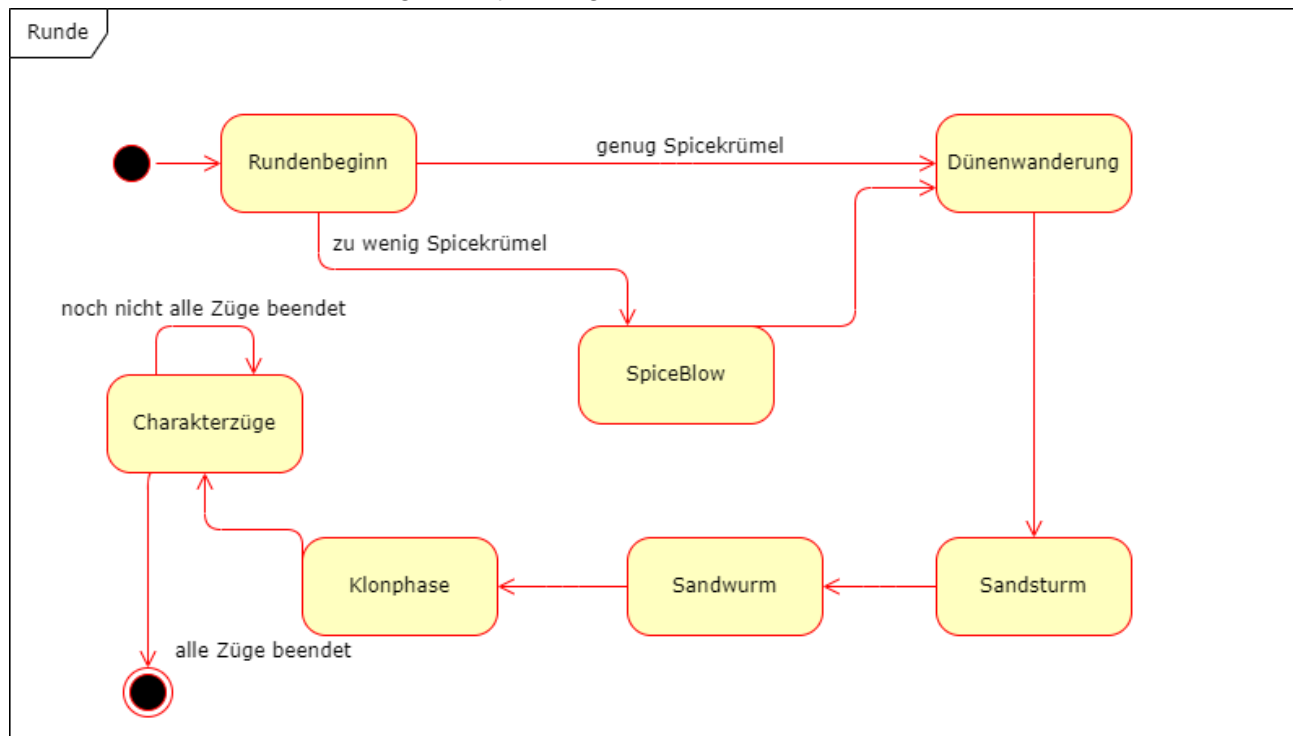 Runde
genug Spicekrümel
Rundenbeginn
Dünenwanderung
zu wenig Spicekrümel
noch nicht alle Züge beendet
SpiceBlow
Charakterzüge
Klonphase
Sandwurm
Sandsturm
alle Züge beendet